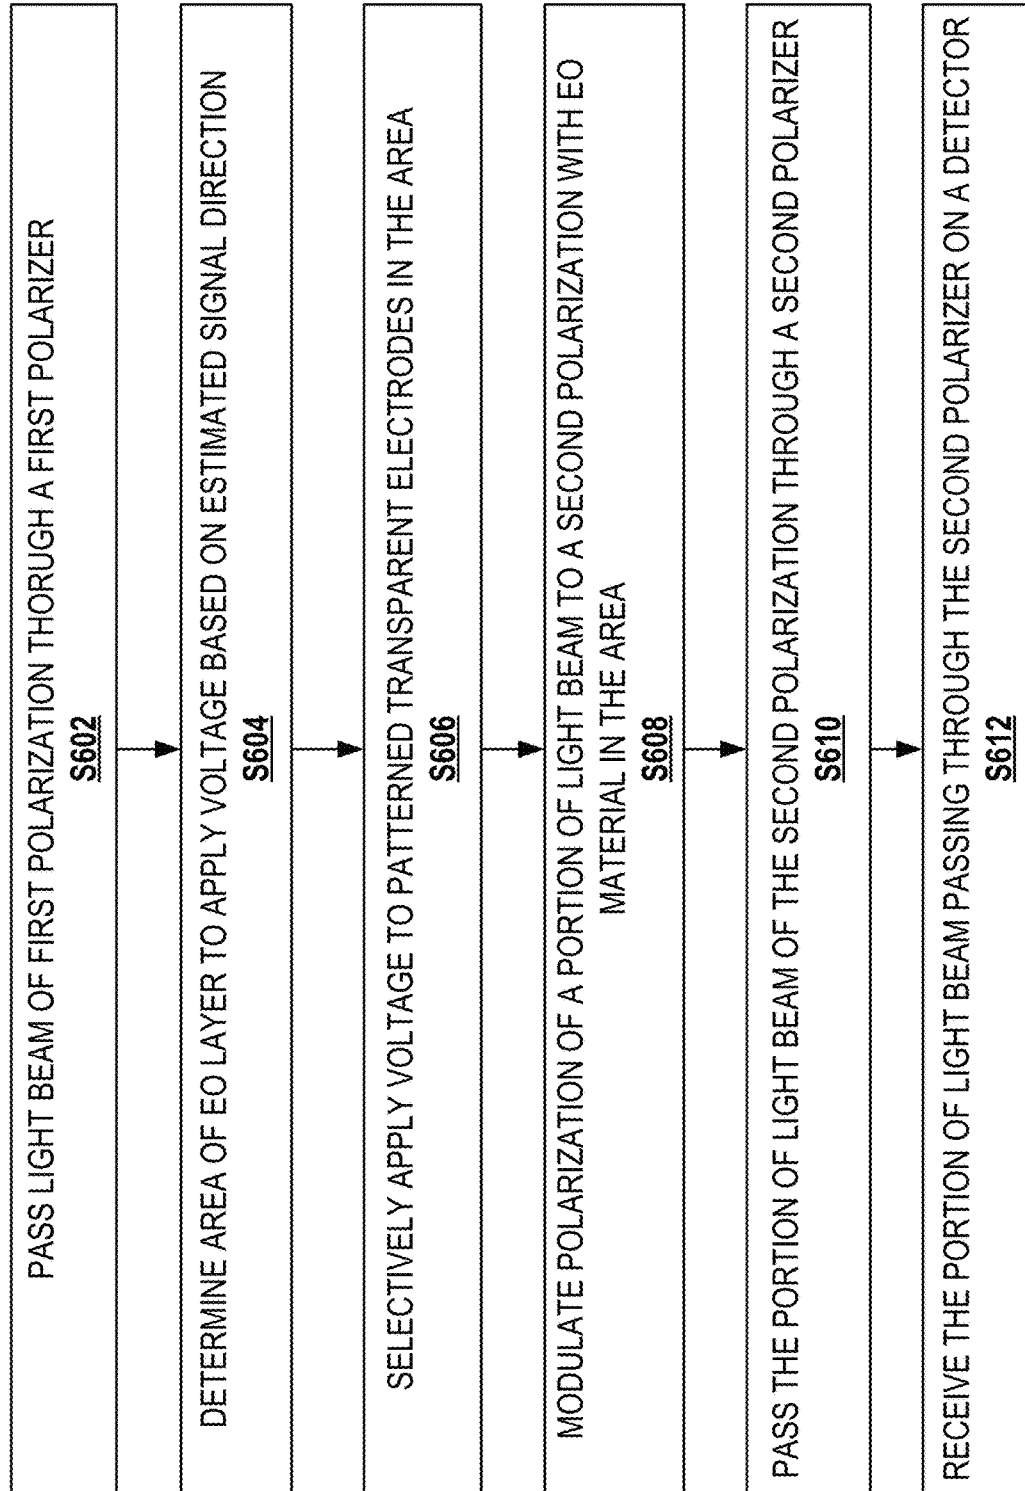 PASS LIGHT BEAM OF FIRST POLARIZATION THORUGH A FIRST POLARIZER
S602
DETERMINE AREA OF EO LAYER TO APPLY VOLTAGE BASED ON ESTIMATED SIGNAL DIRECTION
S604
SELECTIVELY APPLY VOLTAGE TO PATTERNED TRANSPARENT ELECTRODES IN THE AREA
S606
MODULATE POLARIZATION OF A PORTION OF LIGHT BEAM TO A SECOND POLARIZATION WITH EO
MATERIAL IN THE AREA
S608
PASS THE PORTION OF LIGHT BEAM OF THE SECOND POLARIZATION THROUGH A SECOND POLARIZER
S610
RECEIVE THE PORTION OF LIGHT BEAM PASSING THROUGH THE SECOND POLARIZER ON A DETECTOR
S612